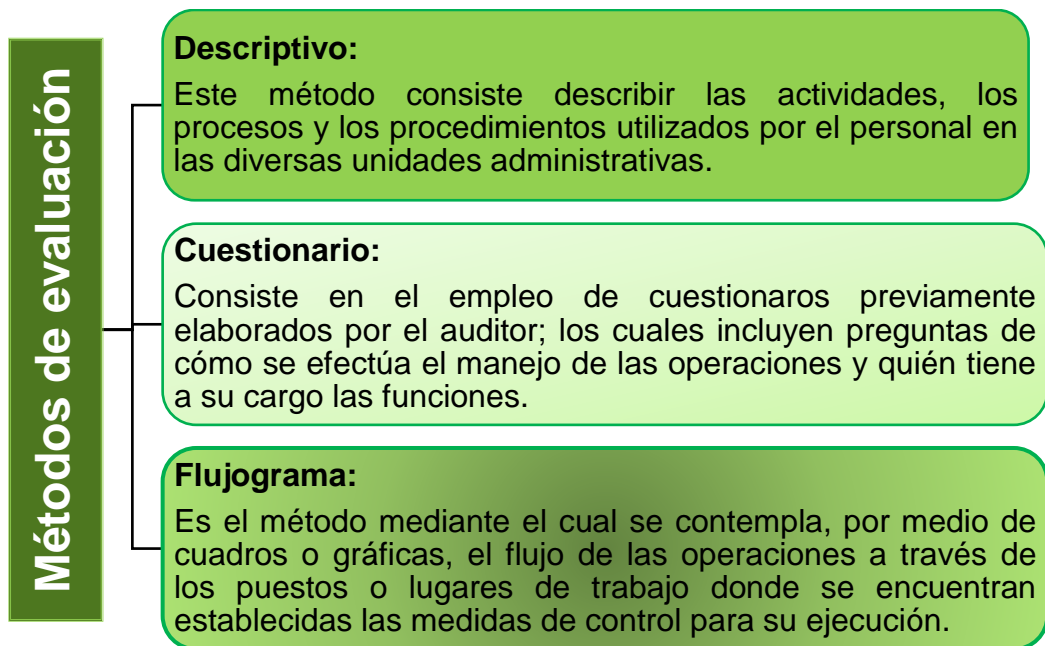 Métodos de evaluación
Descriptivo:
Este método consiste describir las actividades, los
procesos y los procedimientos utilizados por el personal en
las diversas unidades administrativas.
Cuestionario:
Consiste en el empleo de cuestionaros previamente
elaborados por el auditor; los cuales incluyen preguntas de
cómo se efectúa el manejo de las operaciones y quién tiene
a su cargo las funciones.
Flujograma:
Es el método mediante el cual se contempla, por medio de
cuadros o gráficas, el flujo de las operaciones a través de
los puestos o lugares de trabajo donde se encuentran
establecidas las medidas de control para su ejecución.